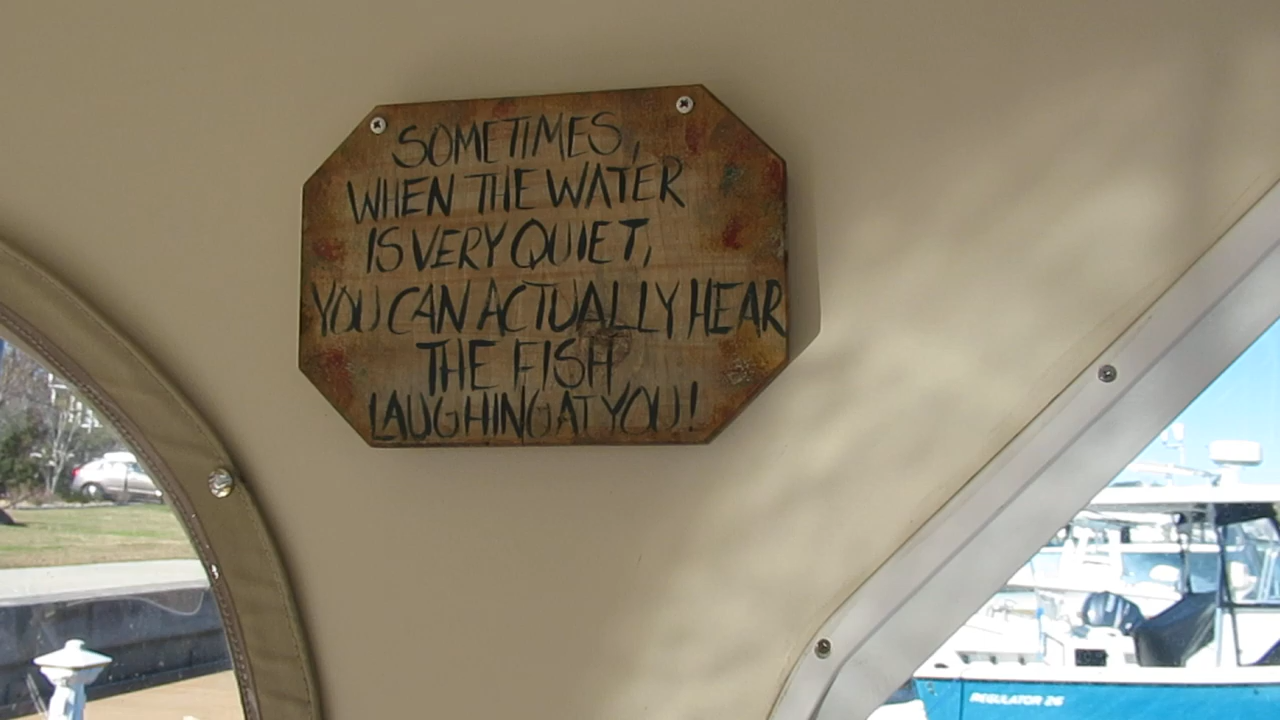 SOMETIMES,
WHEN THE WATER
IS VERY QUIET,
YOU CAN ACTUALLY HEAR
THE FISH
LAUGHING AT YOU!
REGULATOR 26